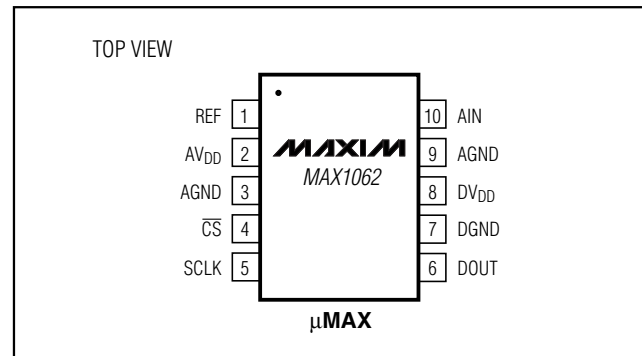 TOP VIEW
REF 1
AVDD 2
AGND 3
C̅S̅ 4
SCLK 5
MAXIM
MAX1062
10 AIN
9 AGND
8 DVDD
7 DGND
6 DOUT
μMAX